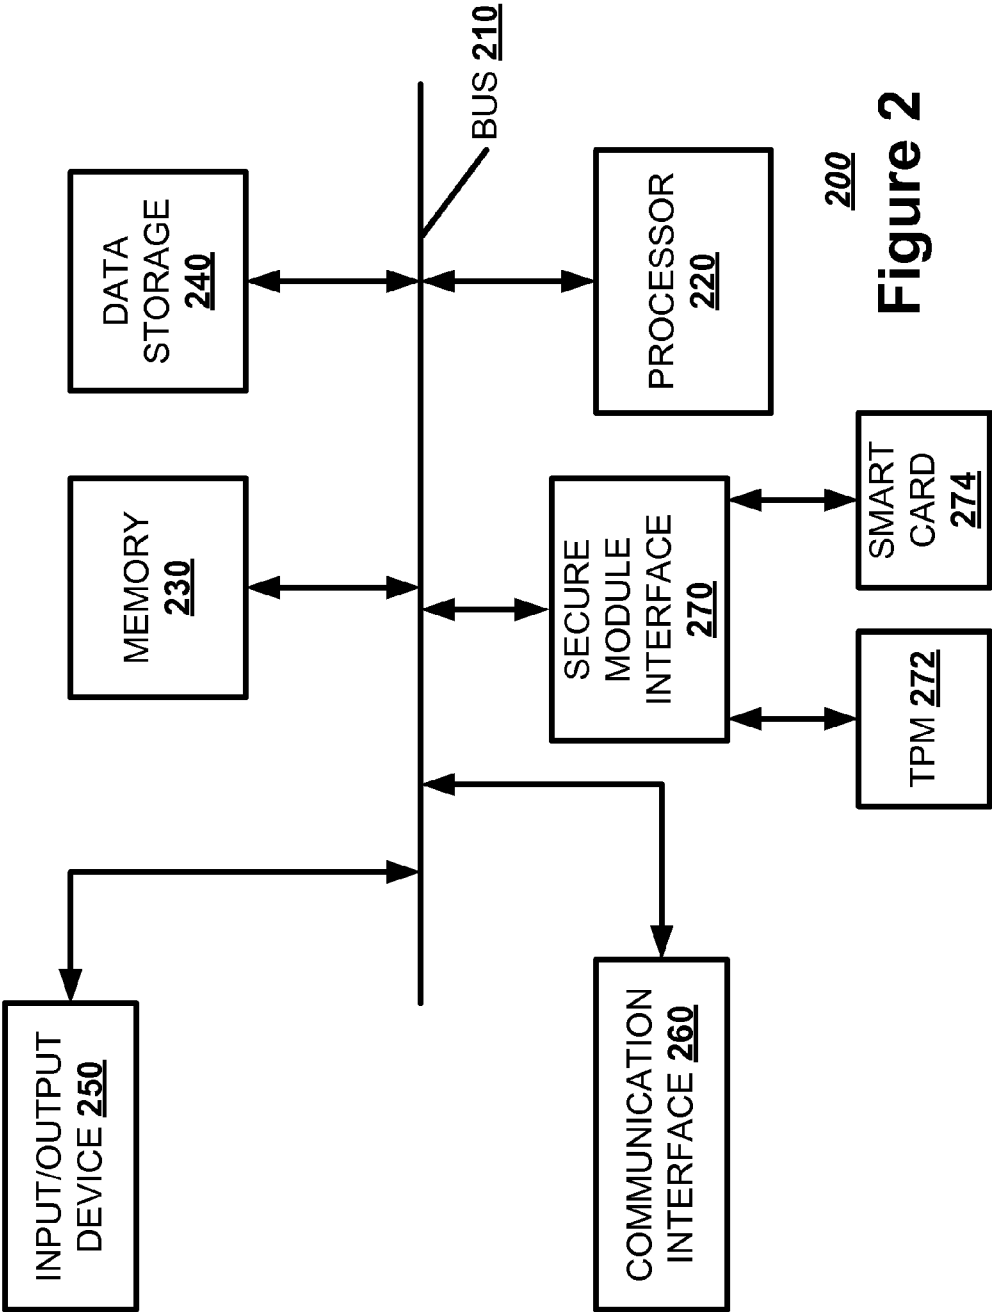 INPUT/OUTPUT
DEVICE 250
MEMORY
230
DATA
STORAGE
240
BUS 210
COMMUNICATION
INTERFACE 260
SECURE
MODULE
INTERFACE
270
PROCESSOR
220
TPM 272
SMART
CARD
274
200
Figure 2